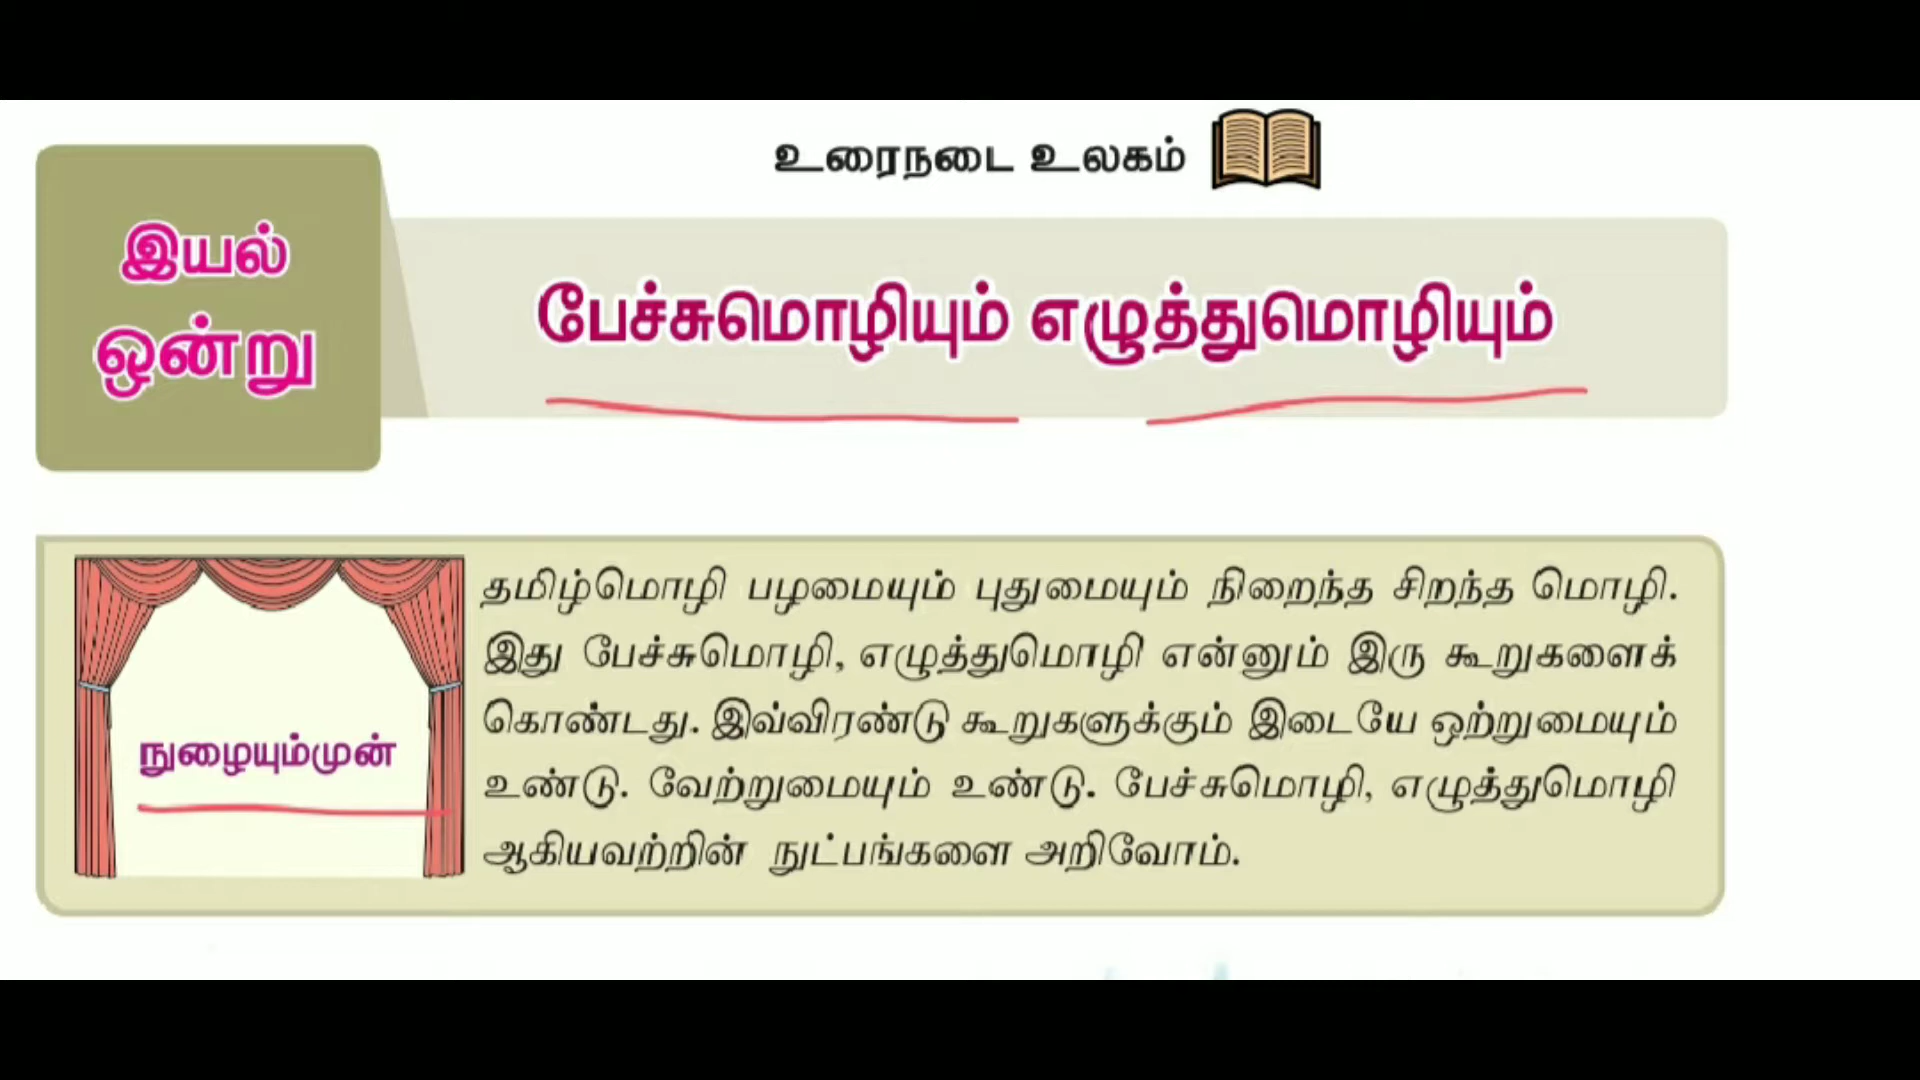 உரைநடை உலகம்
இயல்
ஒன்று
பேச்சுமொழியும் எழுத்துமொழியும்
நுழையும்முன்
தமிழ்மொழி பழமையும் புதுமையும் நிறைந்த சிறந்த மொழி.
இது பேச்சுமொழி, எழுத்துமொழி என்னும் இரு கூறுகளைக்
கொண்டது. இவ்விரண்டு கூறுகளுக்கும் இடையே ஒற்றுமையும்
உண்டு. வேற்றுமையும் உண்டு. பேச்சுமொழி, எழுத்துமொழி
ஆகியவற்றின் நுட்பங்களை அறிவோம்.